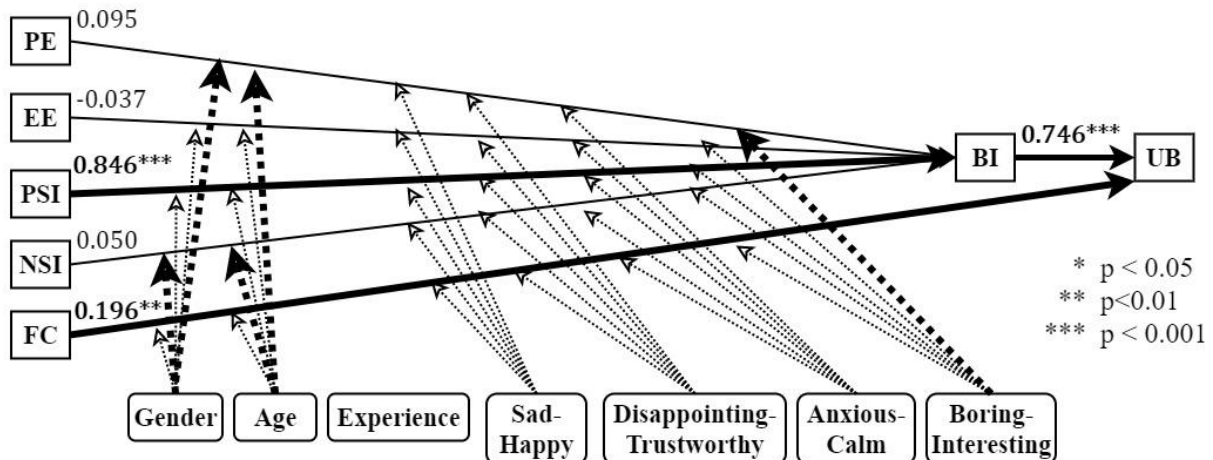 0.095
PE
-0.037
EE
0.846***
PSI
0.050
NSI
0.196**
FC
BI
0.746***
UB
* p < 0.05
** p<0.01
*** p < 0.001
Gender
Age
Experience
Sad-
Happy
Disappointing-
Trustworthy
Anxious-
Calm
Boring-
Interesting